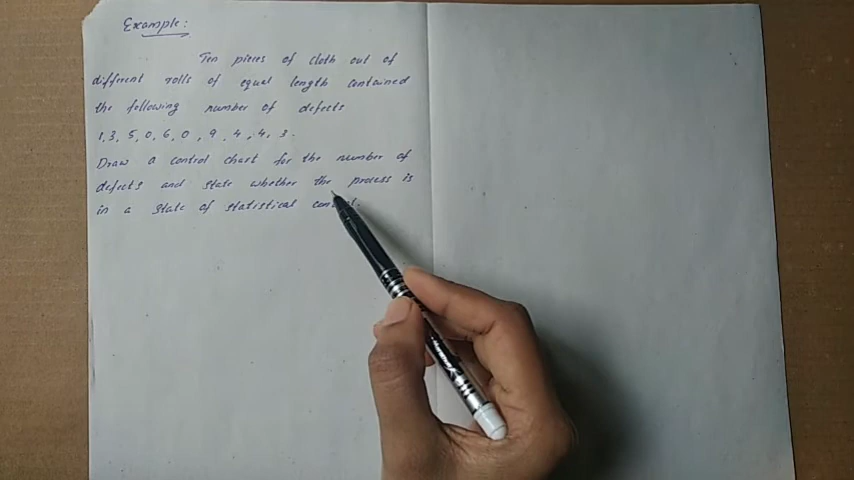 Example:
Ten pieces of cloth out of
different rolls of equal length contained
the following number of defects
1, 3, 5, 0, 6, 0, 9, 4, 4, 3.
Draw a control chart for the number of
defects and state whether the process is
in a state of statistical